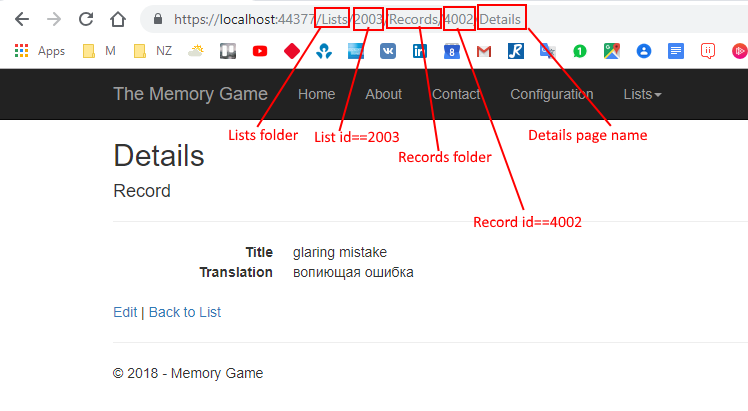 https://localhost:44377/Lists/2003/Records/4002/Details
Apps M NZ
The Memory Game Home About Contact Configuration Lists
Lists folder List id==2003 Details page name
Records folder
Details
Record
Record id==4002
Title glaring mistake
Translation вопиющая ошибка
Edit | Back to List
© 2018 - Memory Game